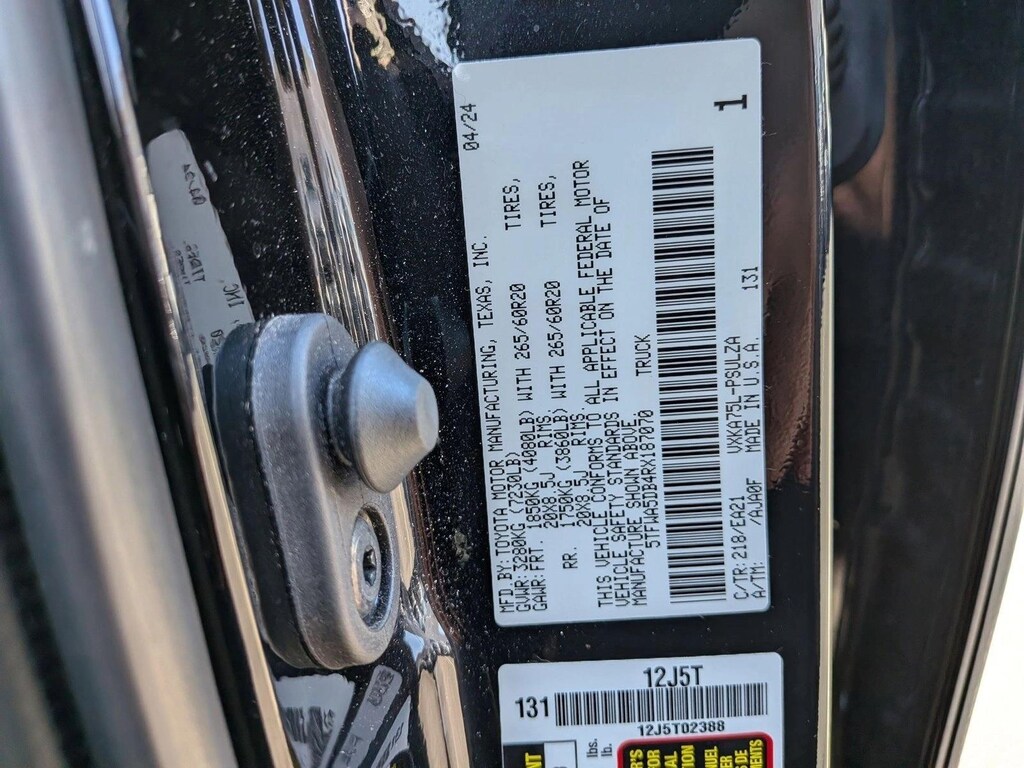 MFD.BY:TOYOTA MOTOR MANUFACTURING, TEXAS, INC. 04/24
GVWR:3280KG (7230LB)
GAWR:FRT. 1850KG (4080LB) WITH 265/60R20 TIRES,
20X8.5J RIMS
RR. 1750KG (3860LB) WITH 265/60R20 TIRES,
20X8.5J RIMS
THIS VEHICLE CONFORMS TO ALL APPLICABLE FEDERAL MOTOR
VEHICLE SAFETY STANDARDS IN EFFECT ON THE DATE OF
MANUFACTURE SHOWN ABOVE.
5TFWA5DB4RX187070 TRUCK
C/TR:218/EA21 VXKA75L-PSULZA
A/TM: /AJA0F MADE IN U.S.A. 131
1
12J5T
131
12J5T02388
lbs.
lb.